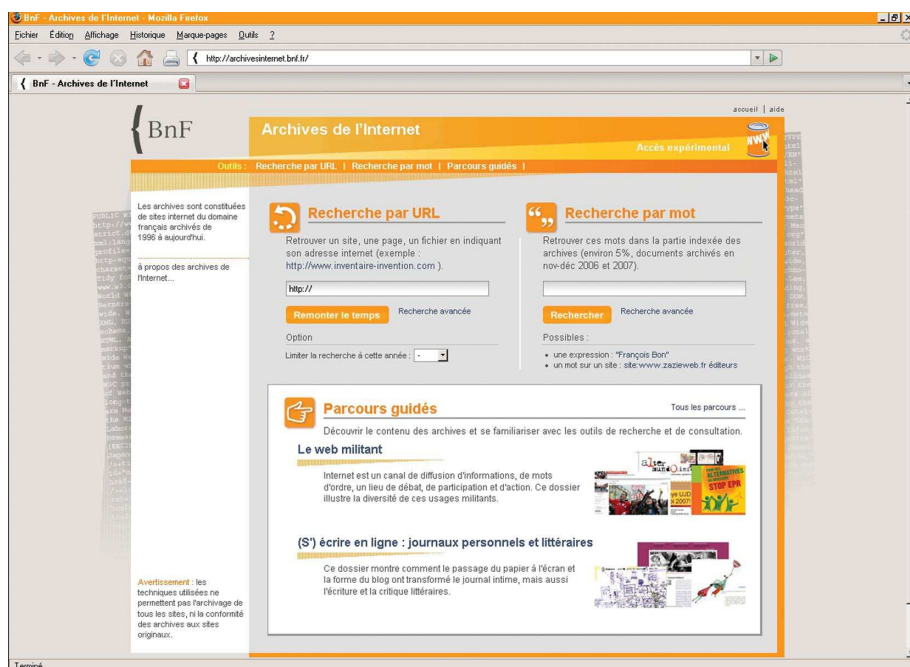 BnF - Archives de l'Internet - Mozilla Firefox
Fichier Édition Affichage Historique Marque-pages Outils ?
http://archivesinternet.bnf.fr/
BnF - Archives de l'Internet
accueil | aide
BnF
Archives de l'Internet
Accès expérimental
WWW
Outils : Recherche par URL | Recherche par mot | Parcours guidés |
Les archives sont constituées
de sites internet du domaine
français archivés de
1996 à aujourd'hui.
à propos des archives de
l'Internet...
Recherche par URL
Retrouver un site, une page, un fichier en indiquant
son adresse internet (exemple :
http://www.inventaire-invention.com ).
http://
Remonter le temps Recherche avancée
Option
Limiter la recherche à cette année : -
Recherche par mot
Retrouver ces mots dans la partie indexée des
archives (environ 5%, documents archivés en
nov-déc 2006 et 2007).
Rechercher Recherche avancée
Possibles :
• une expression : "François Bon"
• un mot sur un site : site:www.zazieweb.fr éditeurs
Parcours guidés
Tous les parcours ...
Découvrir le contenu des archives et se familiariser avec les outils de recherche et de consultation.
Le web militant
Internet est un canal de diffusion d'informations, de mots
d'ordre, un lieu de débat, de participation et d'action. Ce dossier
illustre la diversité de ces usages militants.
ALTERNATIVES
STOP EPR
(S') écrire en ligne : journaux personnels et littéraires
Ce dossier montre comment le passage du papier à l'écran et
la forme du blog ont transformé le journal intime, mais aussi
l'écriture et la critique littéraires.
Avertissement : les
techniques utilisées ne
permettent pas l'archivage de
tous les sites, ni la conformité
des archives aux sites
originaux.
Terminé